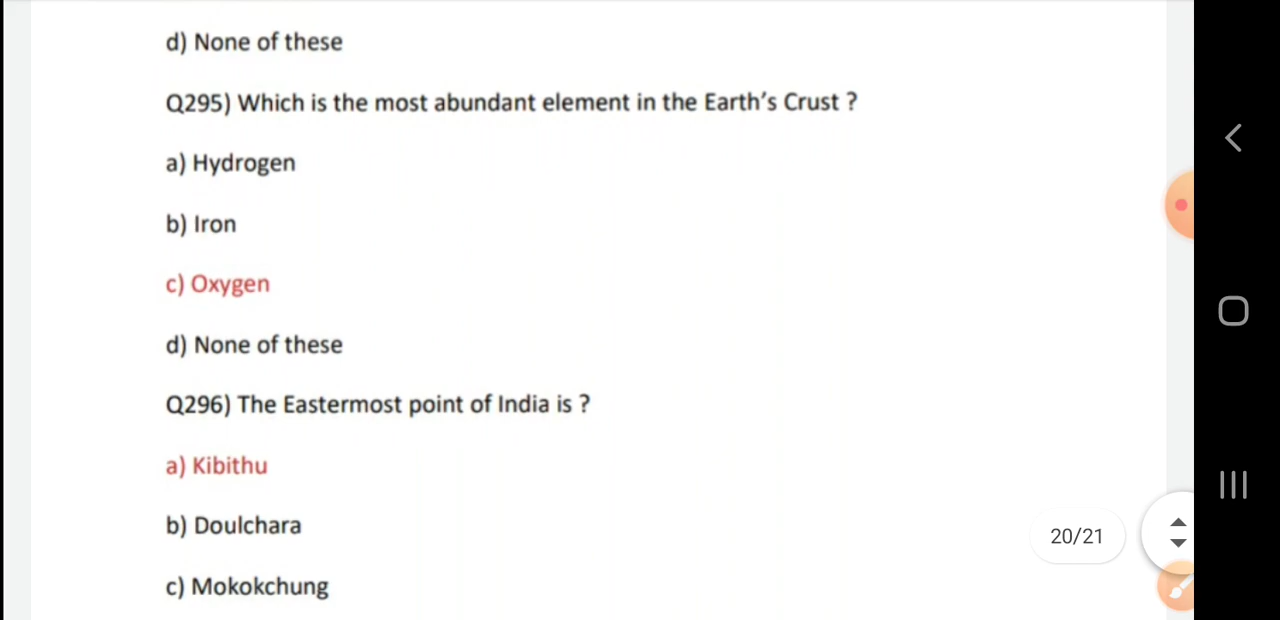 d) None of these
Q295) Which is the most abundant element in the Earth's Crust ?
a) Hydrogen
b) Iron
c) Oxygen
d) None of these
Q296) The Eastermost point of India is ?
a) Kibithu
b) Doulchara
c) Mokokchung
20/21